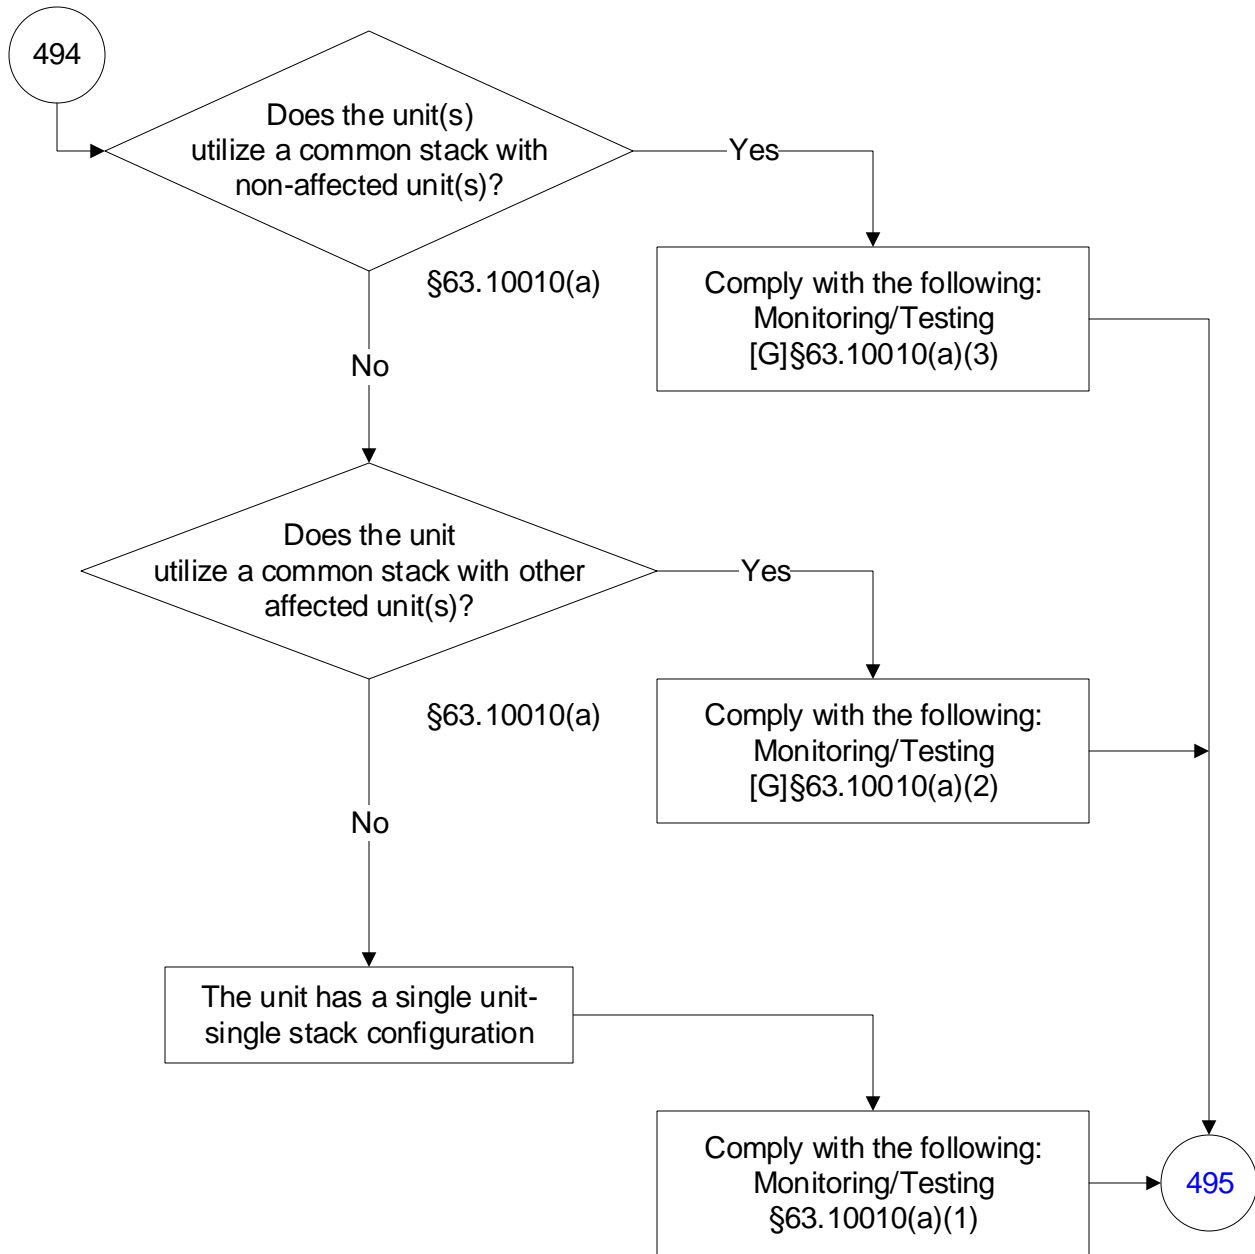 494
Does the unit(s)
utilize a common stack with
non-affected unit(s)?
Yes
§63.10010(a)
Comply with the following:
Monitoring/Testing
[G]§63.10010(a)(3)
No
Does the unit
utilize a common stack with other
affected unit(s)?
Yes
§63.10010(a)
Comply with the following:
Monitoring/Testing
[G]§63.10010(a)(2)
No
The unit has a single unit-
single stack configuration
Comply with the following:
Monitoring/Testing
§63.10010(a)(1)
495